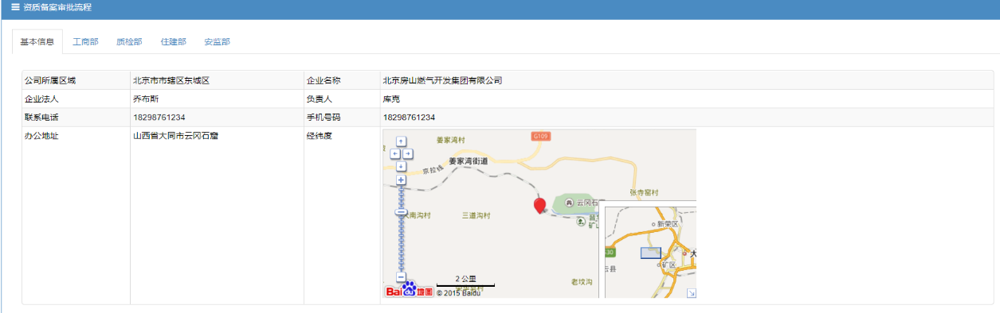 资质备案审批流程
基本信息 工商部 质检部 住建部 安监部
公司所属区域 北京市市辖区东城区 企业名称 北京房山燃气开发集团有限公司
企业法人 乔布斯 负责人 库克
联系电话 18298761234 手机号码 18298761234
办公地址 山西省大同市云冈石窟 经纬度
姜家湾村 G109
姜家湾街道
京拉线
张寺窑村
云冈石
大南沟村 三道沟村
新荣区
矿区
云县
老坟沟
2 公里
Bai du 地图 © 2015 Baidu